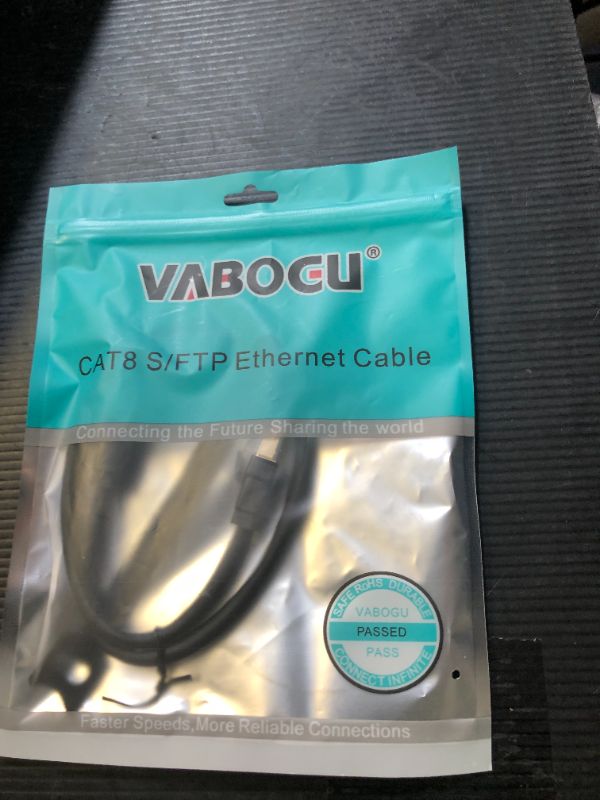 VABOGU®
CAT8 S/FTP Ethernet Cable
Connecting the Future Sharing the world
SAFE RoHS DURABLE
VABOGU
PASSED
PASS
CONNECT INFINITE
Faster Speeds,More Reliable Connections